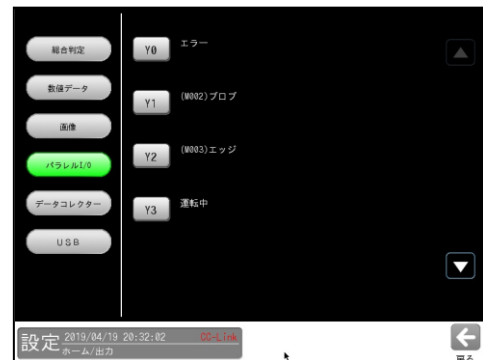 総合判定
数値データ
画像
パラレルI/O
データコレクター
USB
Y0 エラー
Y1 (M002)ブロブ
Y2 (M003)エッジ
Y3 運転中
設定 2019/04/19 20:32:02 CC-Link
ホーム/出力
戻る